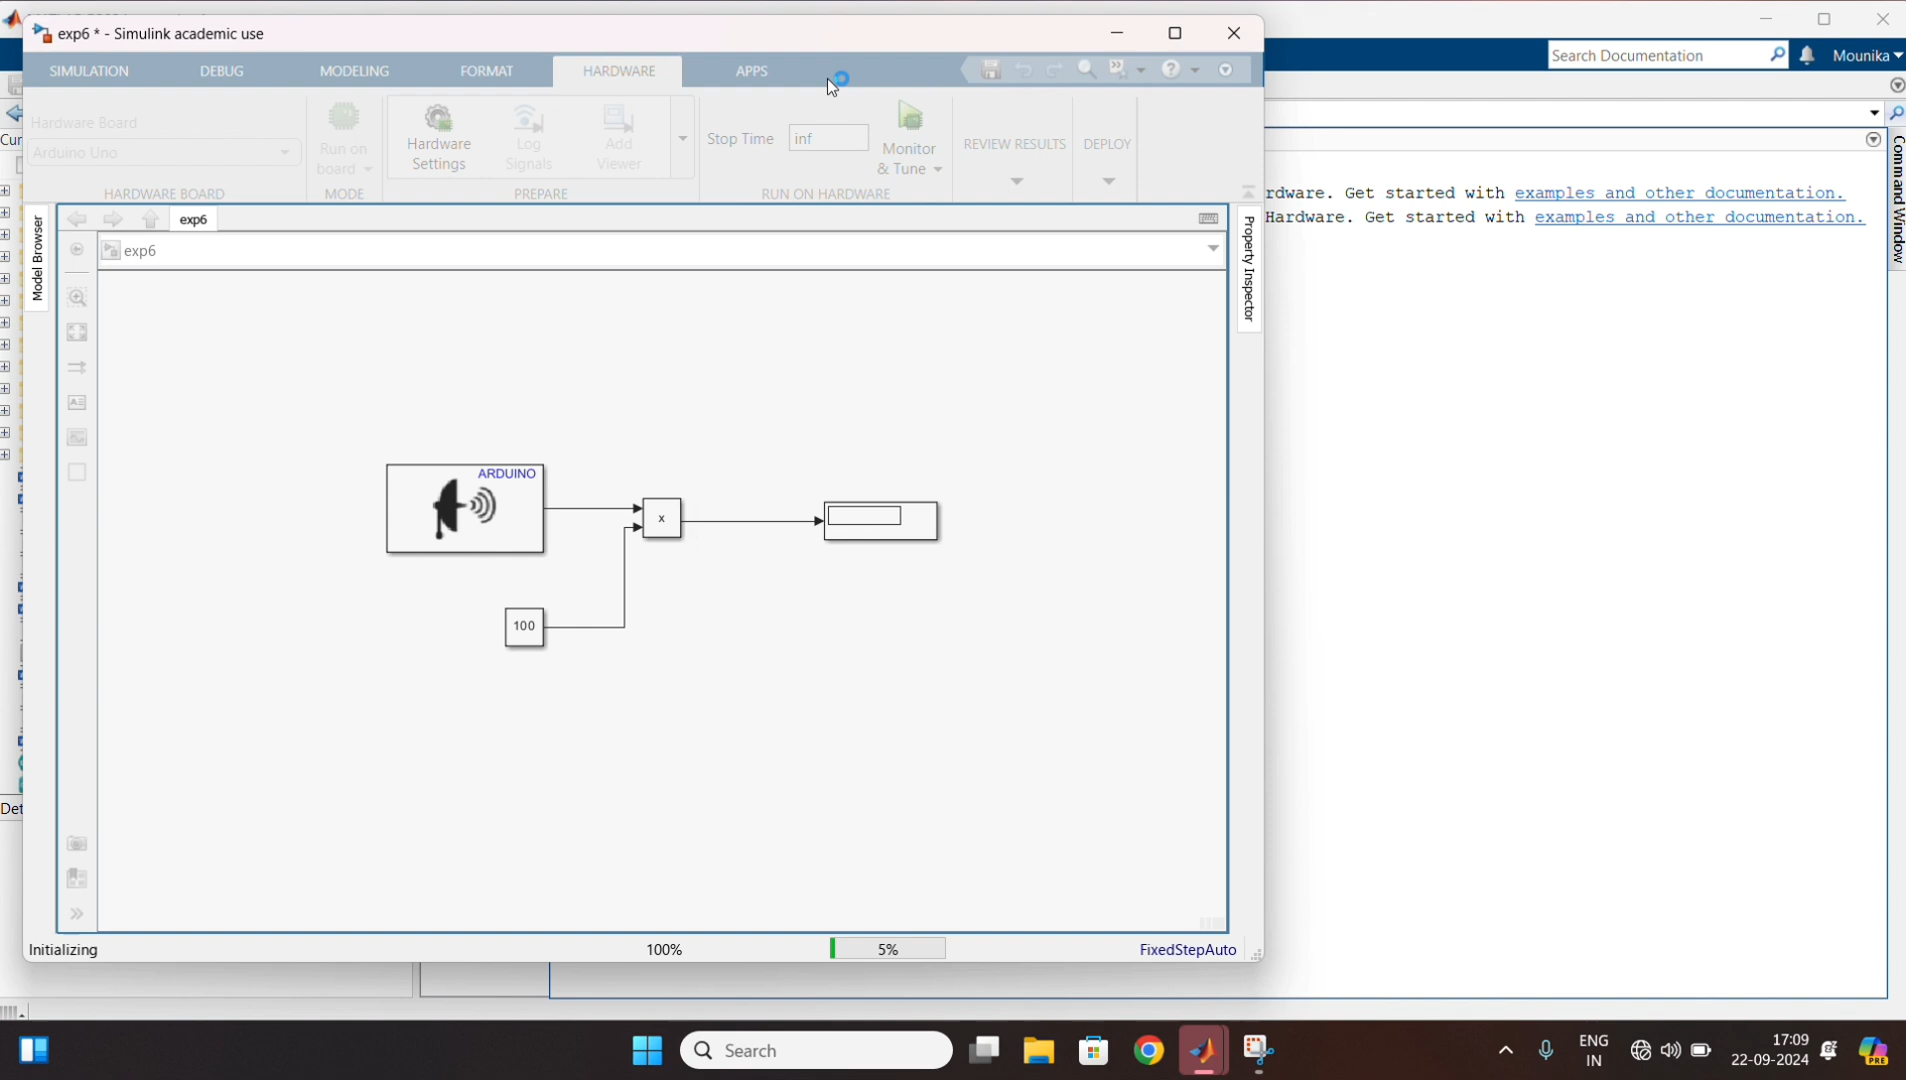 exp6 * - Simulink academic use
SIMULATION
DEBUG
MODELING
FORMAT
HARDWARE
APPS
Search Documentation
Mounika
Hardware Board
Arduino Uno
HARDWARE BOARD
Run on
board
MODE
Hardware
Settings
Log
Signals
Add
Viewer
PREPARE
Stop Time
inf
Monitor
& Tune
RUN ON HARDWARE
REVIEW RESULTS
DEPLOY
Cur
Command Window
rdware. Get started with examples and other documentation.
Hardware. Get started with examples and other documentation.
Model Browser
exp6
exp6
Property Inspector
ARDUINO
x
100
Det
Initializing
100%
5%
FixedStepAuto
Search
ENG
IN
17:09
22-09-2024
PRE